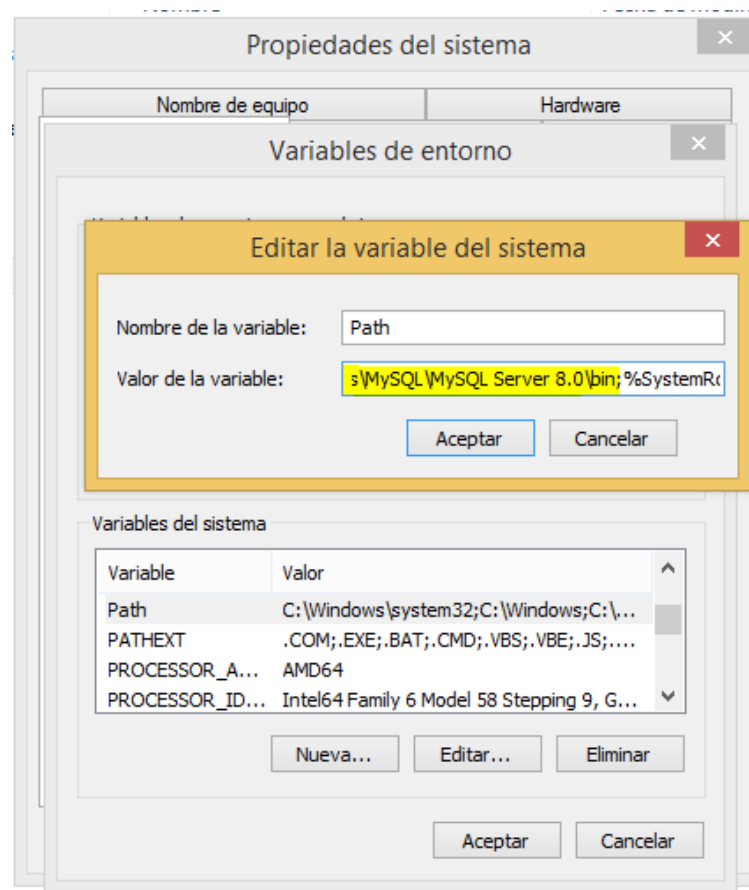 Propiedades del sistema
Nombre de equipo
Hardware
Variables de entorno
Editar la variable del sistema
Nombre de la variable:
Path
Valor de la variable:
s\MySQL\MySQL Server 8.0\bin;%SystemRo
Aceptar
Cancelar
Variables del sistema
Variable
Valor
Path
C:\Windows\system32;C:\Windows;C:\...
PATHEXT
.COM;.EXE;.BAT;.CMD;.VBS;.VBE;.JS;....
PROCESSOR_A...
AMD64
PROCESSOR_ID...
Intel64 Family 6 Model 58 Stepping 9, G...
Nueva...
Editar...
Eliminar
Aceptar
Cancelar